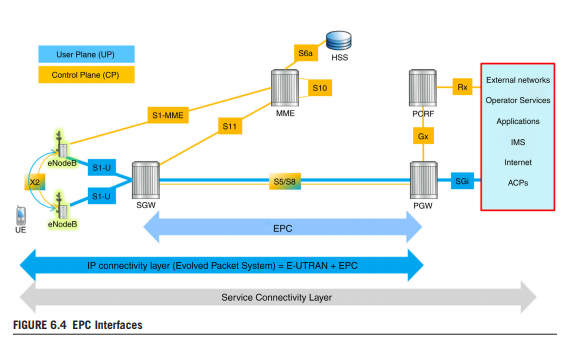 User Plane (UP)
Control Plane (CP)
S6a
HSS
S10
MME
S1-MME
S11
Rx
PCRF
Gx
External networks
Operator Services
Applications
IMS
Internet
ACPs
eNodeB
S1-U
X2
S1-U
UE
eNodeB
SGW
S5/S8
PGW
SGi
EPC
IP connectivity layer (Evolved Packet System) = E-UTRAN + EPC
Service Connectivity Layer
FIGURE 6.4 EPC Interfaces